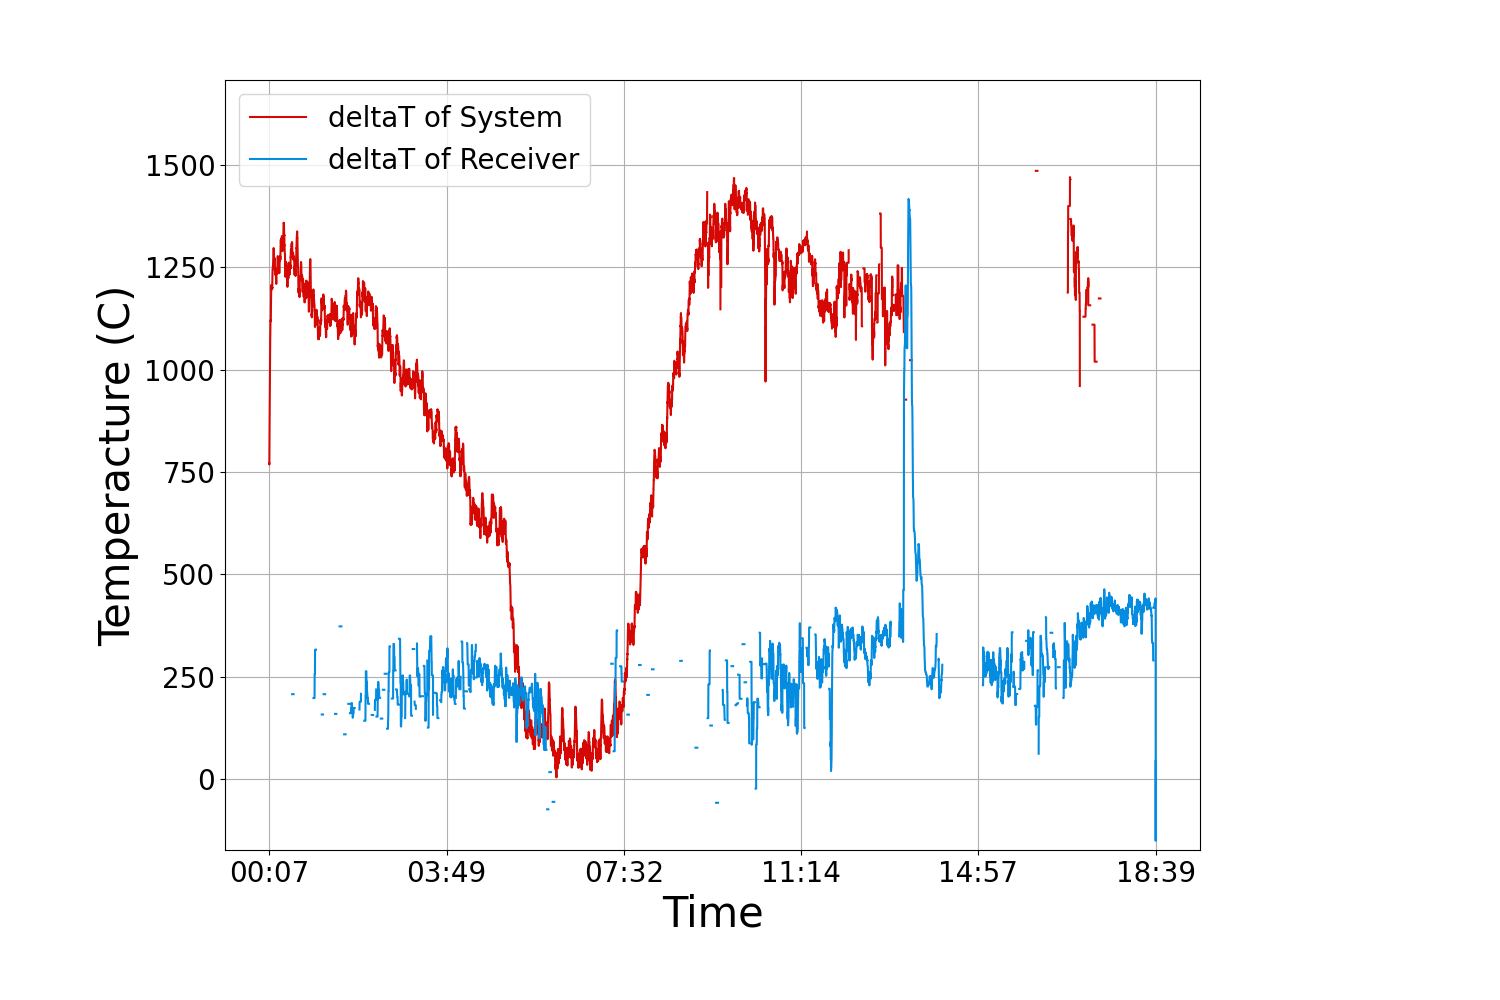 deltaT of System
deltaT of Receiver
Temperacture (C)
1500
1250
1000
750
500
250
0
00:07 03:49 07:32 11:14 14:57 18:39
Time